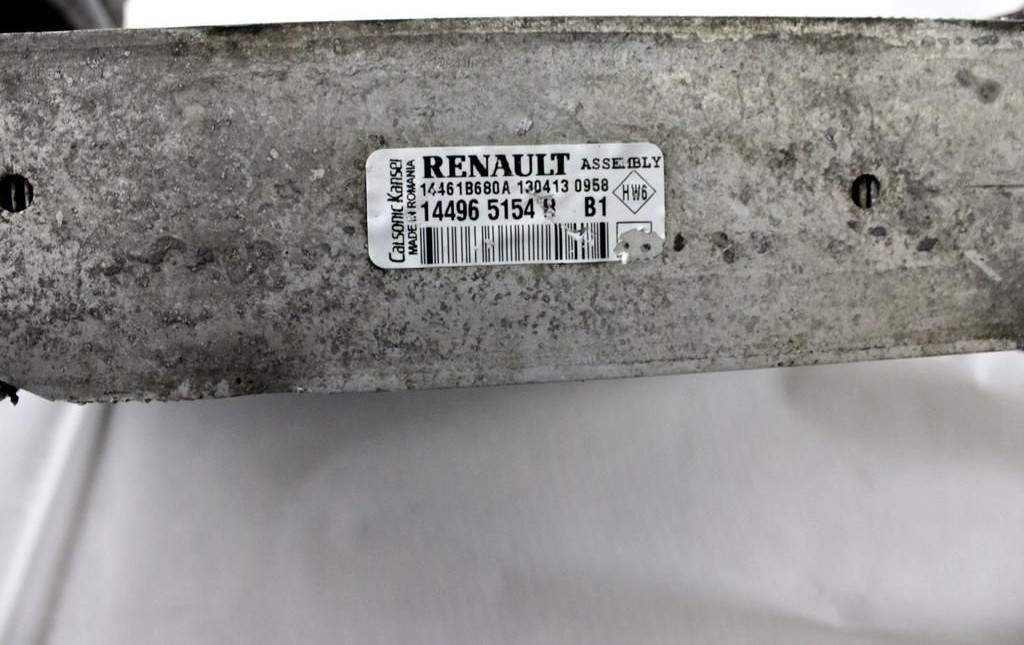 Calsonic Kansei
MADE IN ROMANIA
RENAULT ASSEMBLY
14461B680A 130413 0958
HW6
14496 5154 B1